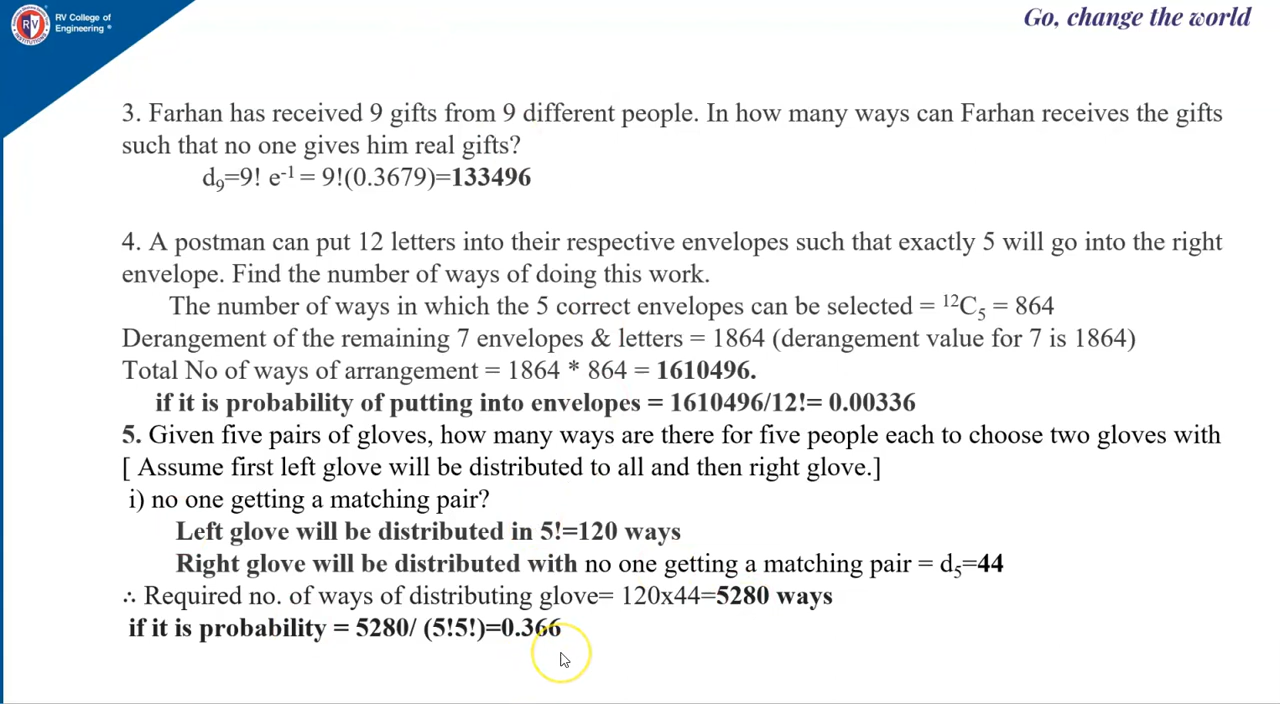 RV College of
Engineering ®
Go, change the world
3. Farhan has received 9 gifts from 9 different people. In how many ways can Farhan receives the gifts
such that no one gives him real gifts?
d₉=9! e⁻¹ = 9!(0.3679)=133496
4. A postman can put 12 letters into their respective envelopes such that exactly 5 will go into the right
envelope. Find the number of ways of doing this work.
The number of ways in which the 5 correct envelopes can be selected = ¹²C₅ = 864
Derangement of the remaining 7 envelopes & letters = 1864 (derangement value for 7 is 1864)
Total No of ways of arrangement = 1864 * 864 = 1610496.
if it is probability of putting into envelopes = 1610496/12!= 0.00336
5. Given five pairs of gloves, how many ways are there for five people each to choose two gloves with
[ Assume first left glove will be distributed to all and then right glove.]
i) no one getting a matching pair?
Left glove will be distributed in 5!=120 ways
Right glove will be distributed with no one getting a matching pair = d₅=44
∴ Required no. of ways of distributing glove= 120x44=5280 ways
if it is probability = 5280/ (5!5!)=0.366